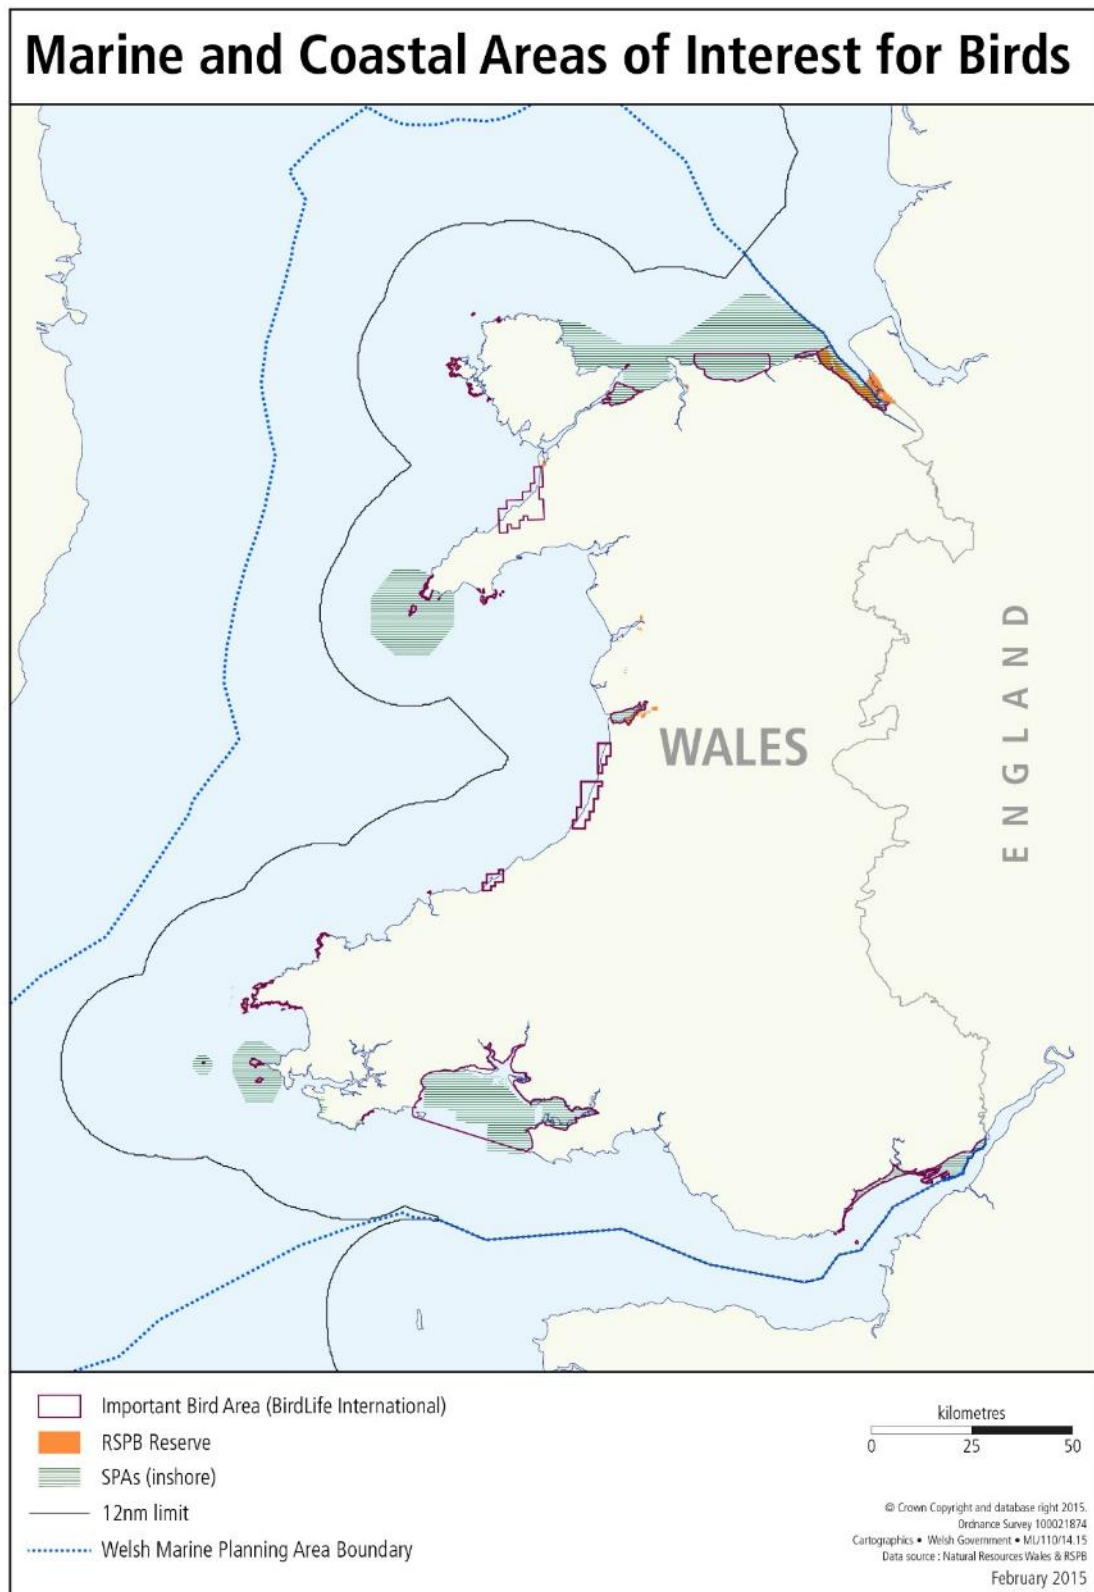 Marine and Coastal Areas of Interest for Birds
WALES
ENGLAND
Important Bird Area (BirdLife International)
RSPB Reserve
SPAs (inshore)
12nm limit
Welsh Marine Planning Area Boundary
kilometres
0 25 50
© Crown Copyright and database right 2015.
Ordnance Survey 100021874
Cartographics • Welsh Government • ML/110/14.15
Data source : Natural Resources Wales & RSPB
February 2015